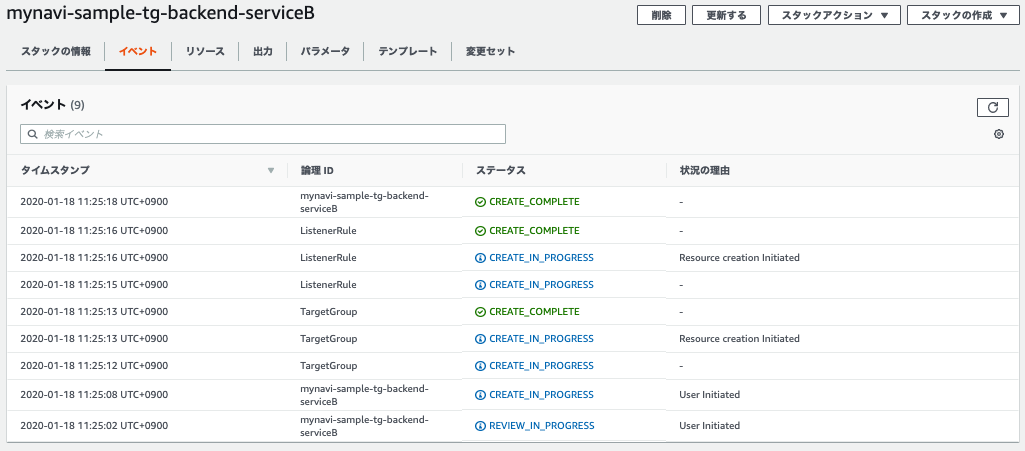 mynavi-sample-tg-backend-serviceB
削除 更新する スタックアクション ▼ スタックの作成 ▼
スタックの情報 イベント リソース 出力 パラメータ テンプレート 変更セット
イベント (9)
検索イベント
タイムスタンプ ▼ 論理 ID ステータス 状況の理由
2020-01-18 11:25:18 UTC+0900 mynavi-sample-tg-backend- CREATE_COMPLETE -
serviceB
2020-01-18 11:25:16 UTC+0900 ListenerRule CREATE_COMPLETE -
2020-01-18 11:25:16 UTC+0900 ListenerRule CREATE_IN_PROGRESS Resource creation Initiated
2020-01-18 11:25:15 UTC+0900 ListenerRule CREATE_IN_PROGRESS -
2020-01-18 11:25:13 UTC+0900 TargetGroup CREATE_COMPLETE -
2020-01-18 11:25:13 UTC+0900 TargetGroup CREATE_IN_PROGRESS Resource creation Initiated
2020-01-18 11:25:12 UTC+0900 TargetGroup CREATE_IN_PROGRESS -
2020-01-18 11:25:08 UTC+0900 mynavi-sample-tg-backend- CREATE_IN_PROGRESS User Initiated
serviceB
2020-01-18 11:25:02 UTC+0900 mynavi-sample-tg-backend- REVIEW_IN_PROGRESS User Initiated
serviceB